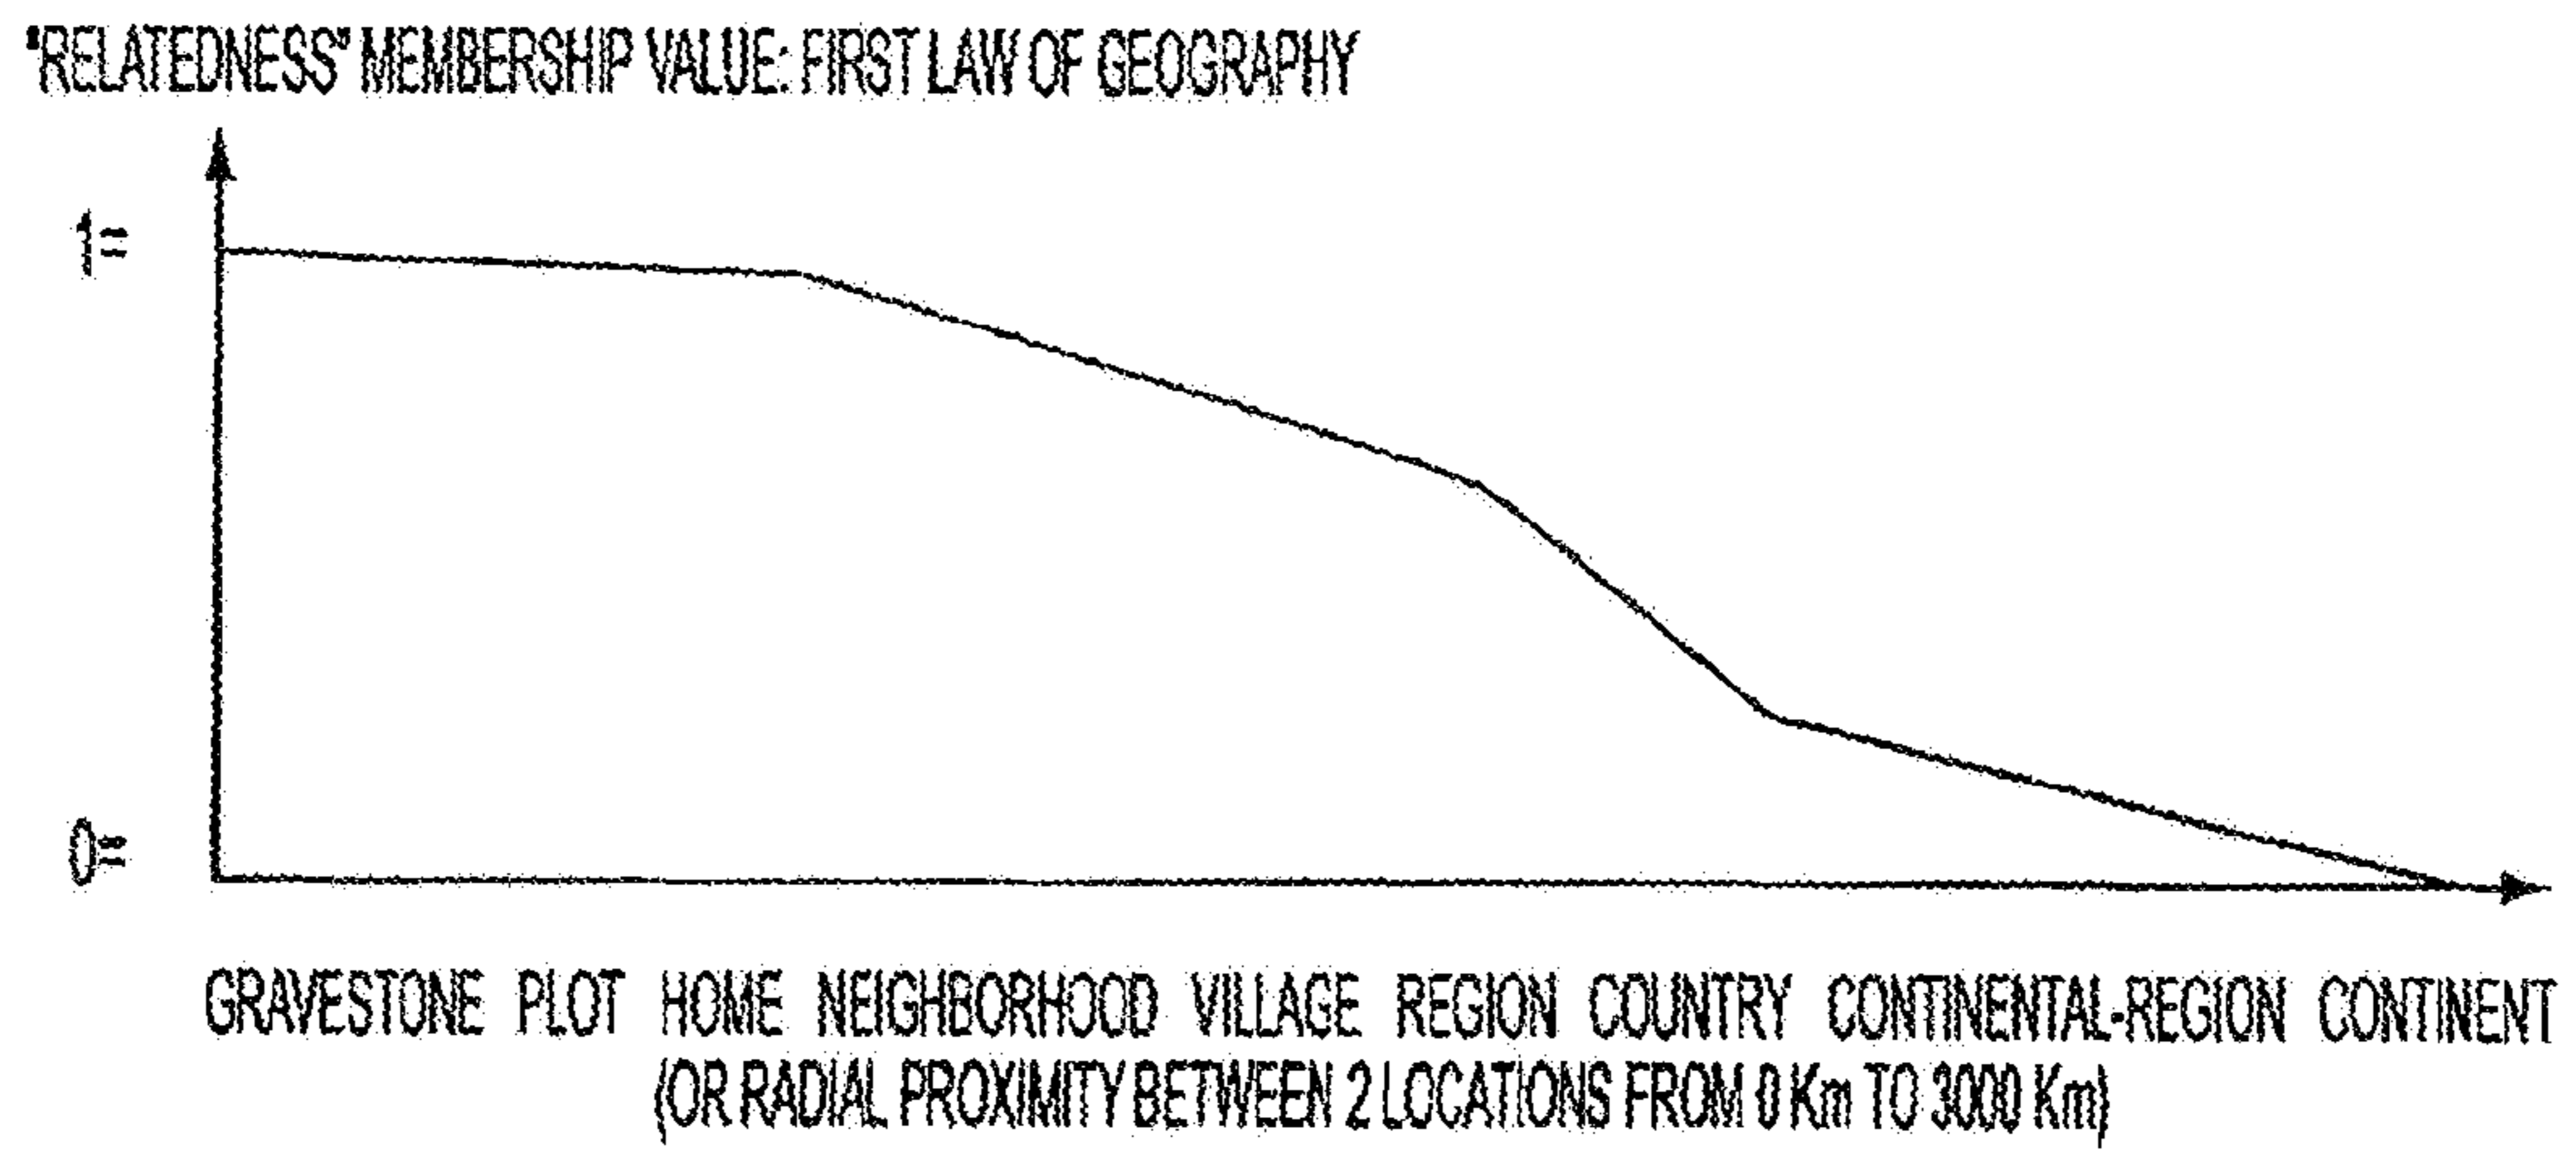 "RELATEDNESS" MEMBERSHIP VALUE: FIRST LAW OF GEOGRAPHY
1=
0=
GRAVESTONE PLOT HOME NEIGHBORHOOD VILLAGE REGION COUNTRY CONTINENTAL-REGION CONTINENT
(OR RADIAL PROXIMITY BETWEEN 2 LOCATIONS FROM 0 Km TO 3000 Km)